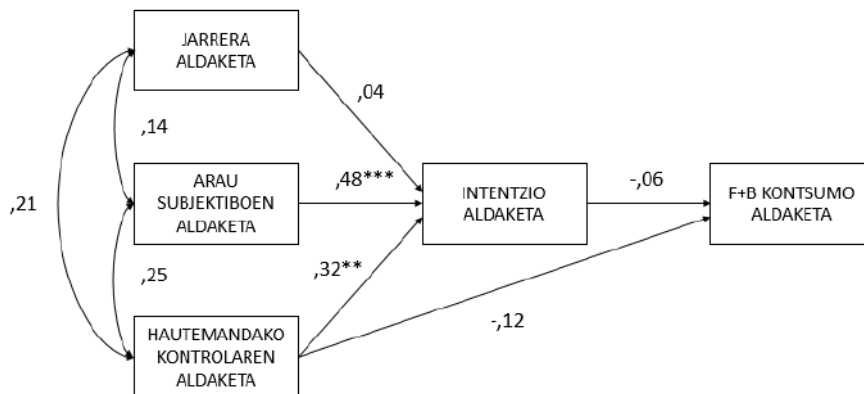 JARRERA
ALDAKETA
,04
,14
ARAU
SUBJEKTIBOEN
ALDAKETA
,48***
INTENTZIO
ALDAKETA
-,06
F+B KONTSUMO
ALDAKETA
,21
,25
,32**
-,12
HAUTEMANDAKO
KONTROLAREN
ALDAKETA